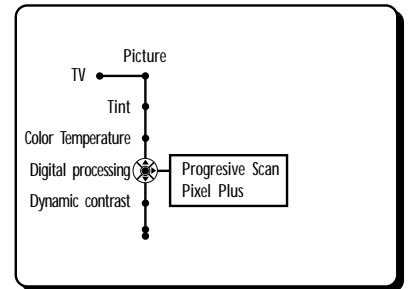 Picture
TV
Tint
Color Temperature
Digital processing
Progresive Scan
Pixel Plus
Dynamic contrast